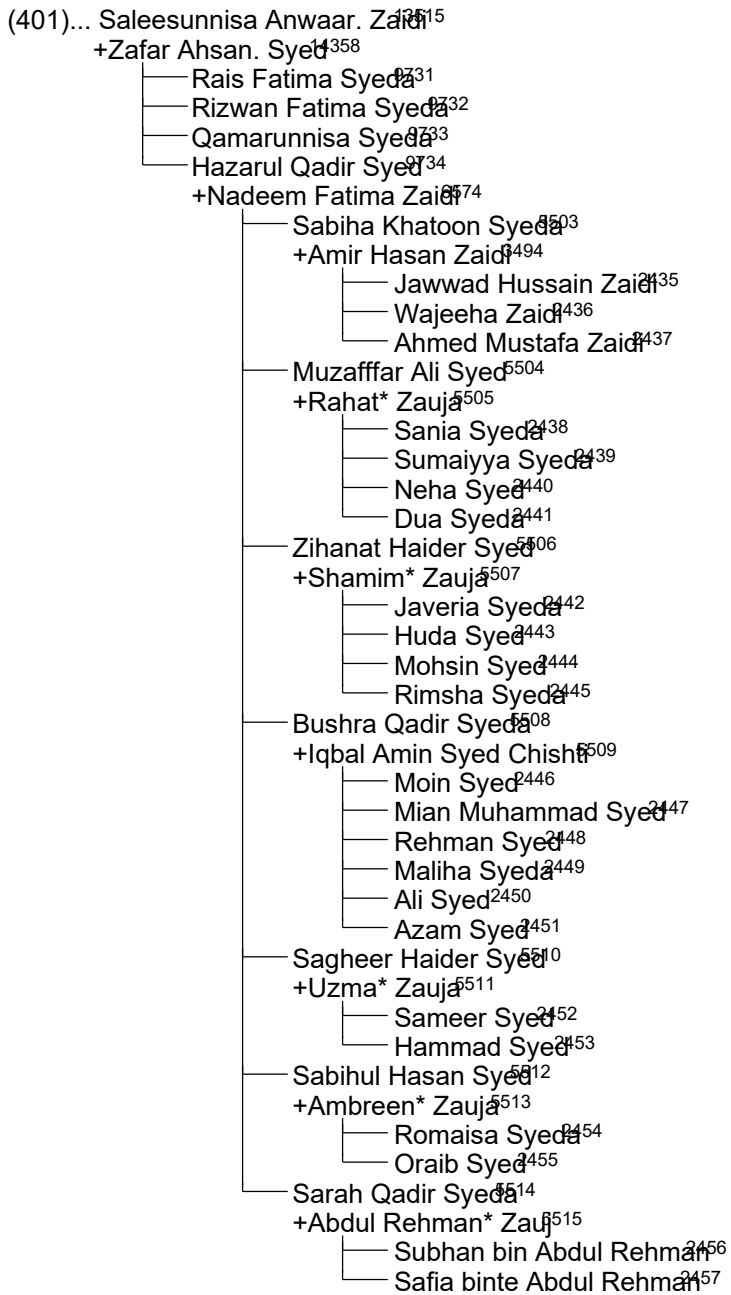 (401)... Saleesunnisa Anwaar. Zaidi13515
+Zafar Ahsan. Syed14358
Rais Fatima Syeda9731
Rizwan Fatima Syeda9732
Qamarunnisa Syeda9733
Hazarul Qadir Syed9734
+Nadeem Fatima Zaidi6574
Sabiha Khatoon Syeda5503
+Amir Hasan Zaidi3494
Jawwad Hussain Zaidi2435
Wajeeha Zaidi2436
Ahmed Mustafa Zaidi2437
Muzafffar Ali Syed5504
+Rahat* Zauja5505
Sania Syeda2438
Sumaiyya Syeda2439
Neha Syed2440
Dua Syeda2441
Zihanat Haider Syed5506
+Shamim* Zauja5507
Javeria Syeda2442
Huda Syed2443
Mohsin Syed2444
Rimsha Syeda2445
Bushra Qadir Syeda5508
+Iqbal Amin Syed Chishti5509
Moin Syed2446
Mian Muhammad Syed2447
Rehman Syed2448
Maliha Syeda2449
Ali Syed2450
Azam Syed2451
Sagheer Haider Syed5510
+Uzma* Zauja5511
Sameer Syed2452
Hammad Syed2453
Sabihul Hasan Syed5512
+Ambreen* Zauja5513
Romaisa Syeda2454
Oraib Syed2455
Sarah Qadir Syeda5514
+Abdul Rehman* Zauj5515
Subhan bin Abdul Rehman2456
Safia binte Abdul Rehman2457